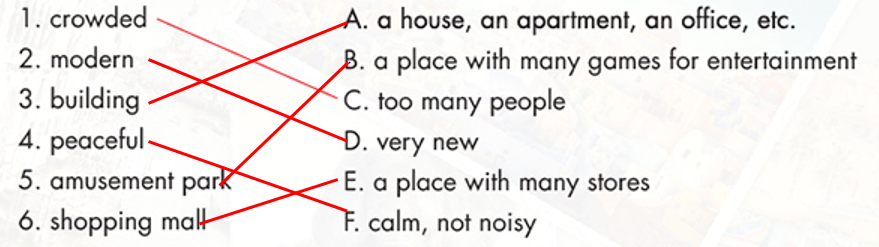 1. crowded A. a house, an apartment, an office, etc.
2. modern B. a place with many games for entertainment
3. building C. too many people
4. peaceful D. very new
5. amusement park E. a place with many stores
6. shopping mall F. calm, not noisy